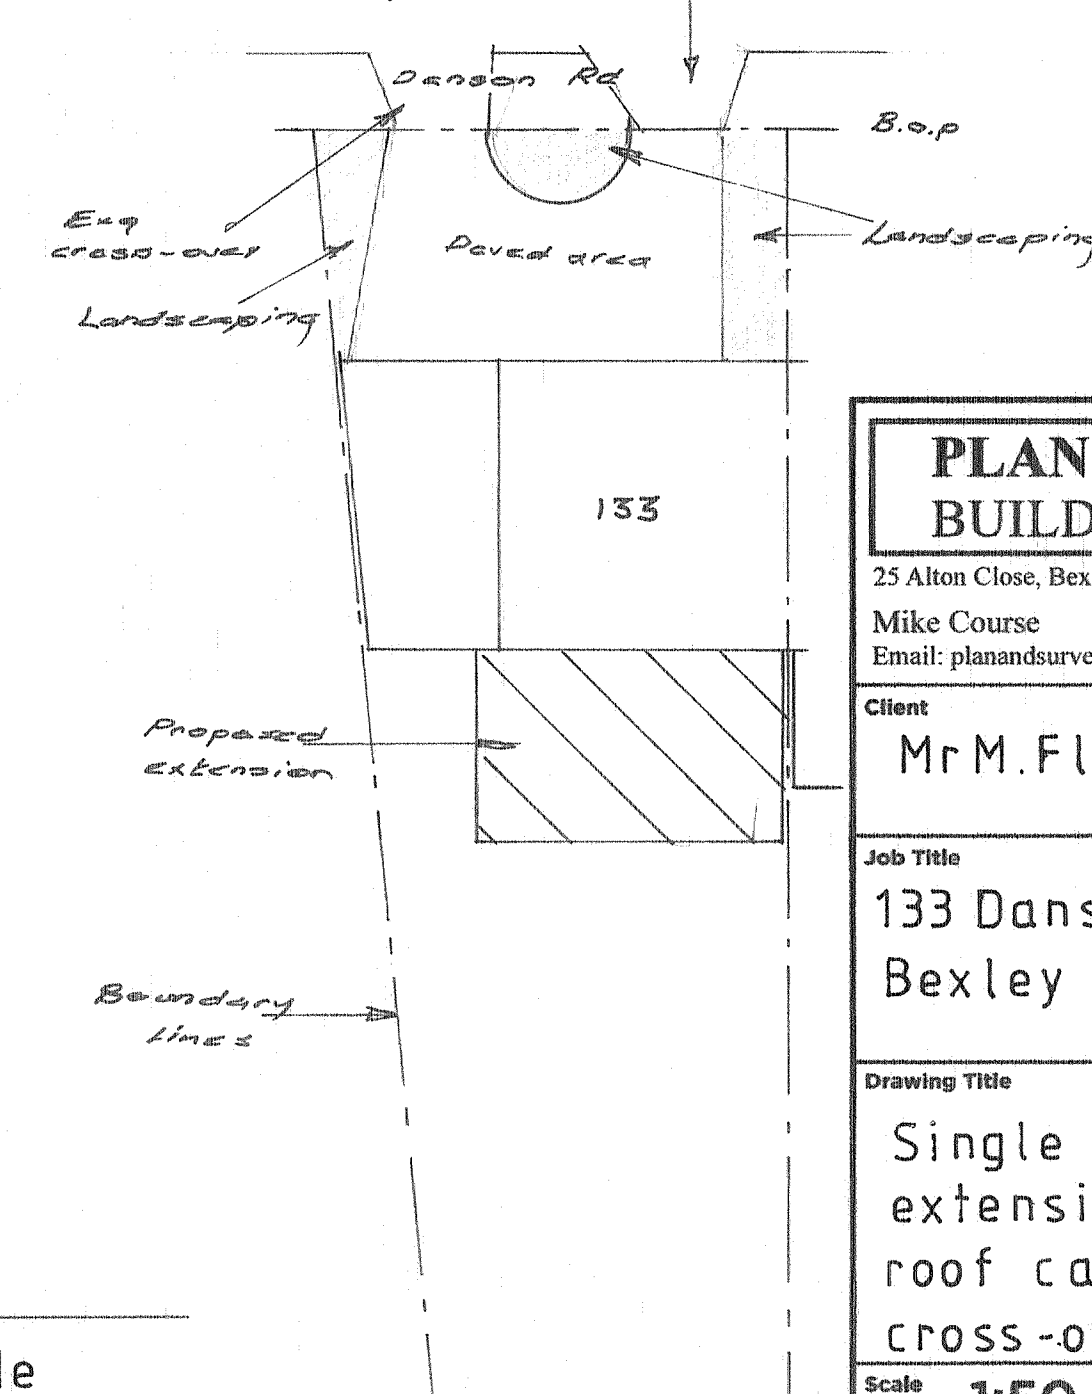 Danson Rd
B.o.p
Exg
cross-over
Landscaping
Paved area
Landscaping
133
Proposed
extension
Boundary
Lines
le
PLAN
BUILD
25 Alton Close, Bex
Mike Course
Email: planandsurve
Client
Mr M. Fl
Job Title
133 Dans
Bexley
Drawing Title
Single
extensi
roof ca
cross-o
Scale